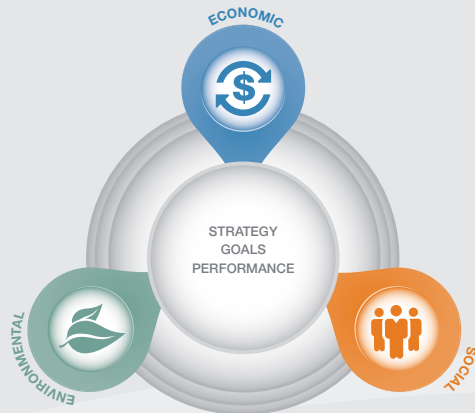 ECONOMIC
$
STRATEGY
GOALS
PERFORMANCE
ENVIRONMENTAL
SOCIAL